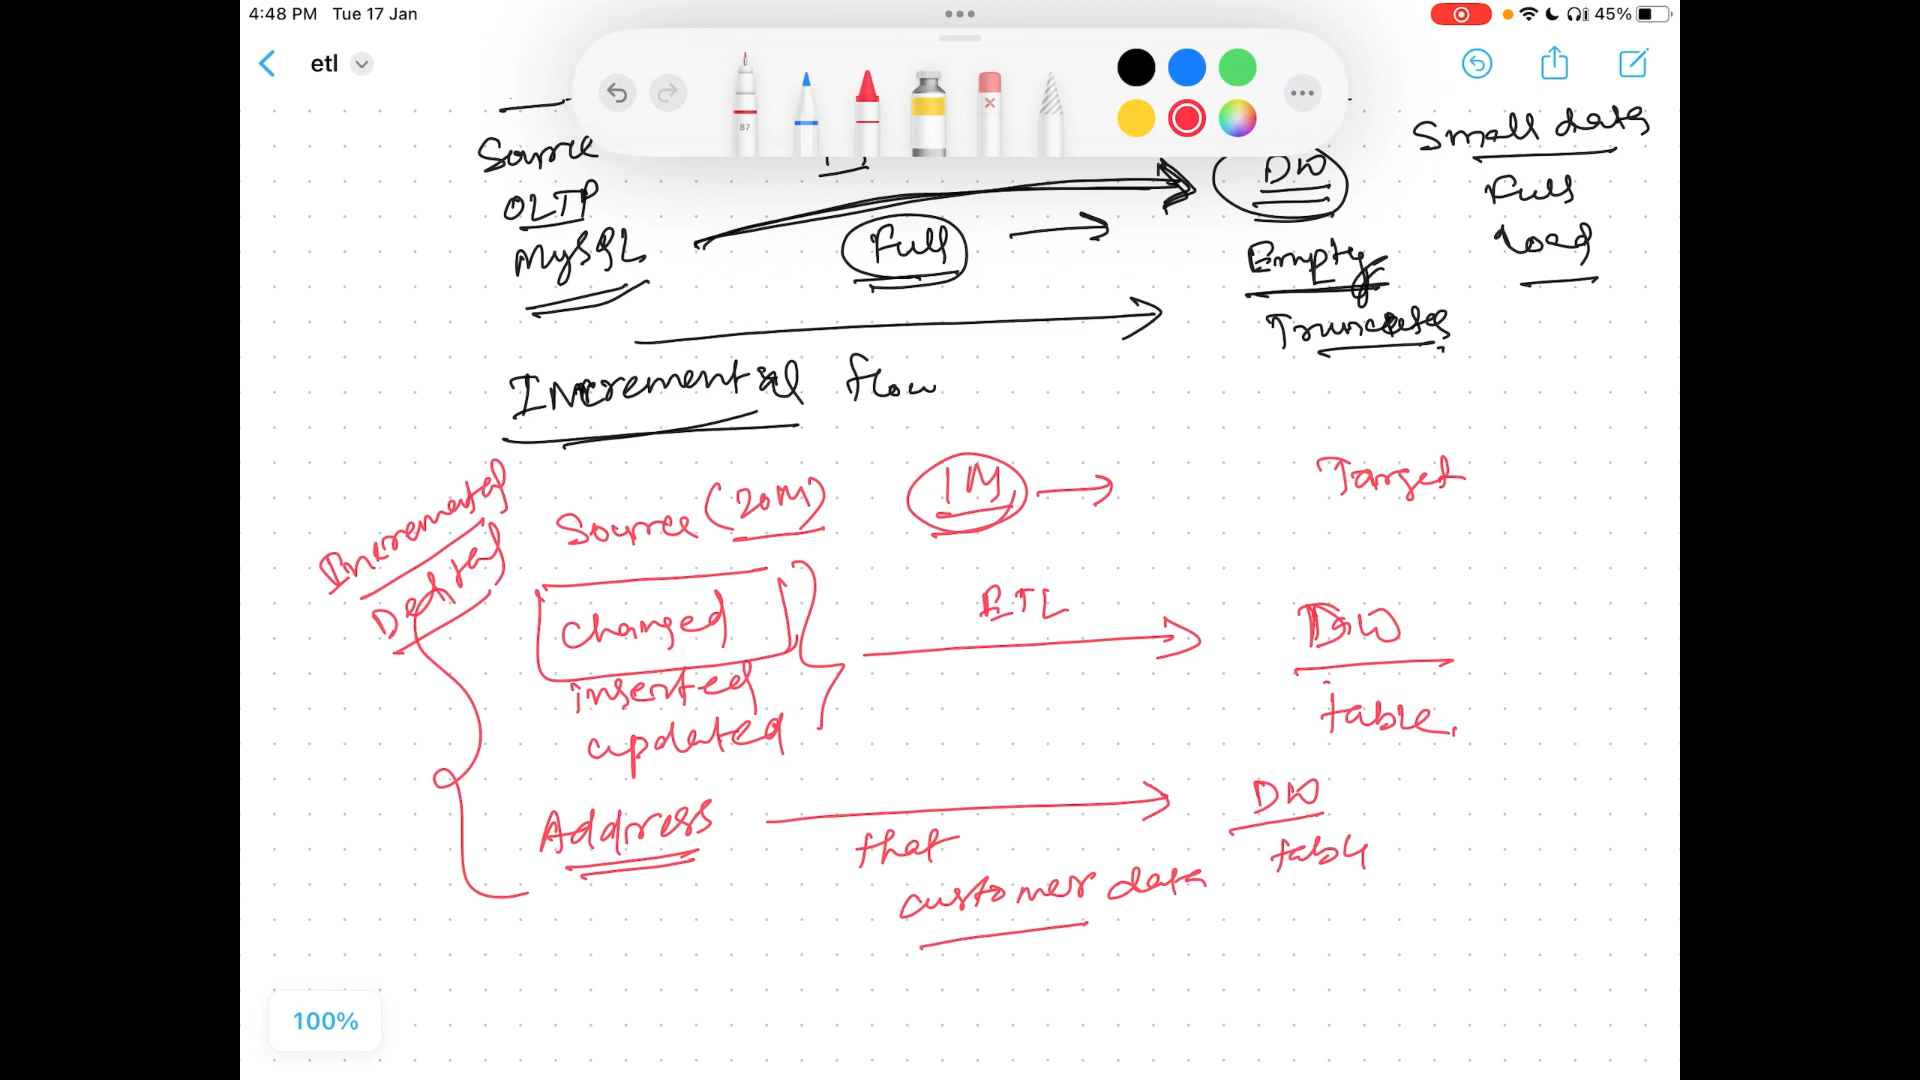 4:48 PM Tue 17 Jan
45%
etl
87
Source
OLTP
MySQL
Full
DW
Empty
Truncate
Small data
Full
load
Incremental flow
Incremental
Source (20M)
1M
Target
Changed
inserted
updated
ETL
DW
table.
Address
that
customer data
DW
table
100%